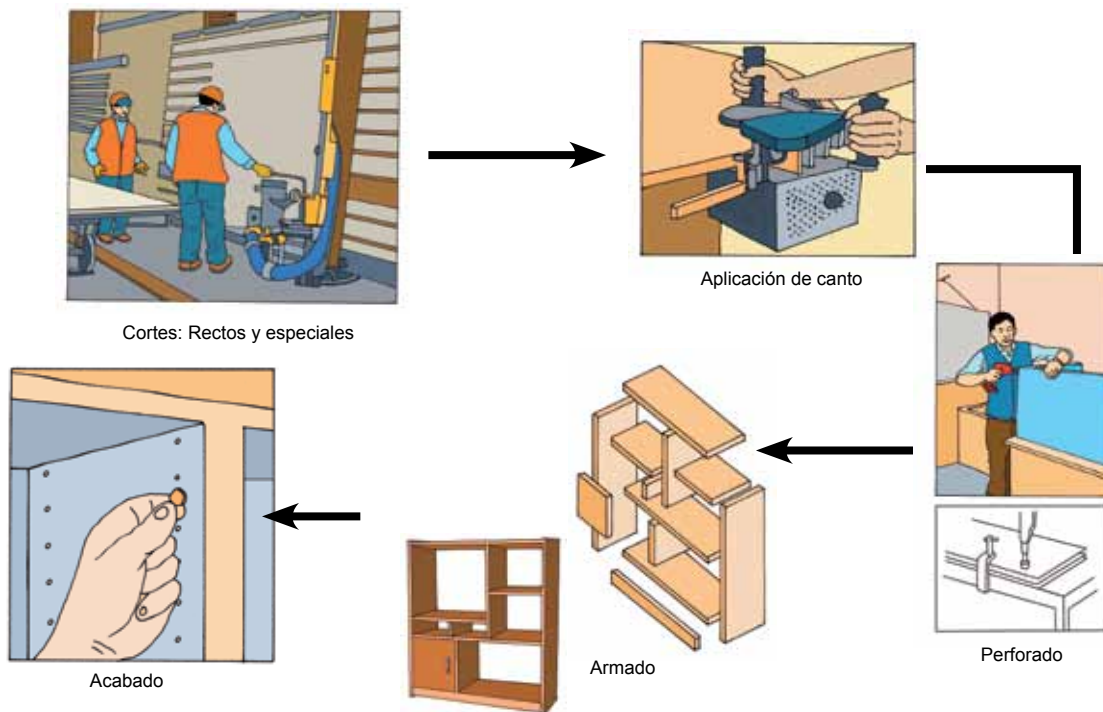 Cortes: Rectos y especiales
Aplicación de canto
Perforado
Armado
Acabado